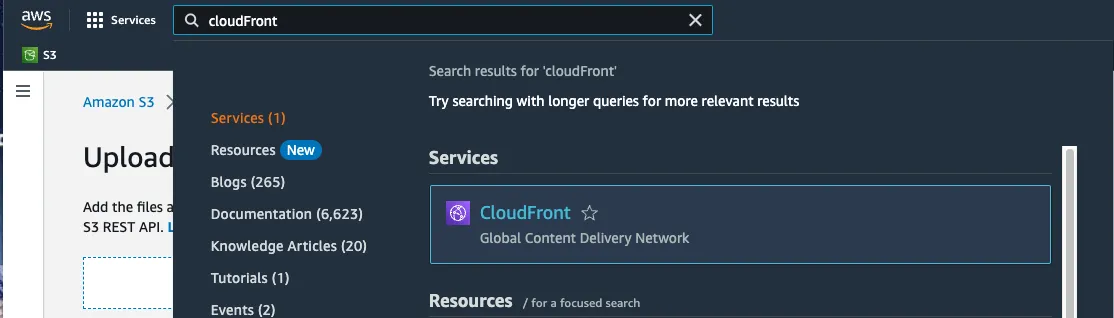 aws
Services
cloudFront
S3
Amazon S3
Upload
Add the files a
S3 REST API.
Services (1)
Resources New
Blogs (265)
Documentation (6,623)
Knowledge Articles (20)
Tutorials (1)
Events (2)
Search results for 'cloudFront'
Try searching with longer queries for more relevant results
Services
CloudFront
Global Content Delivery Network
Resources / for a focused search